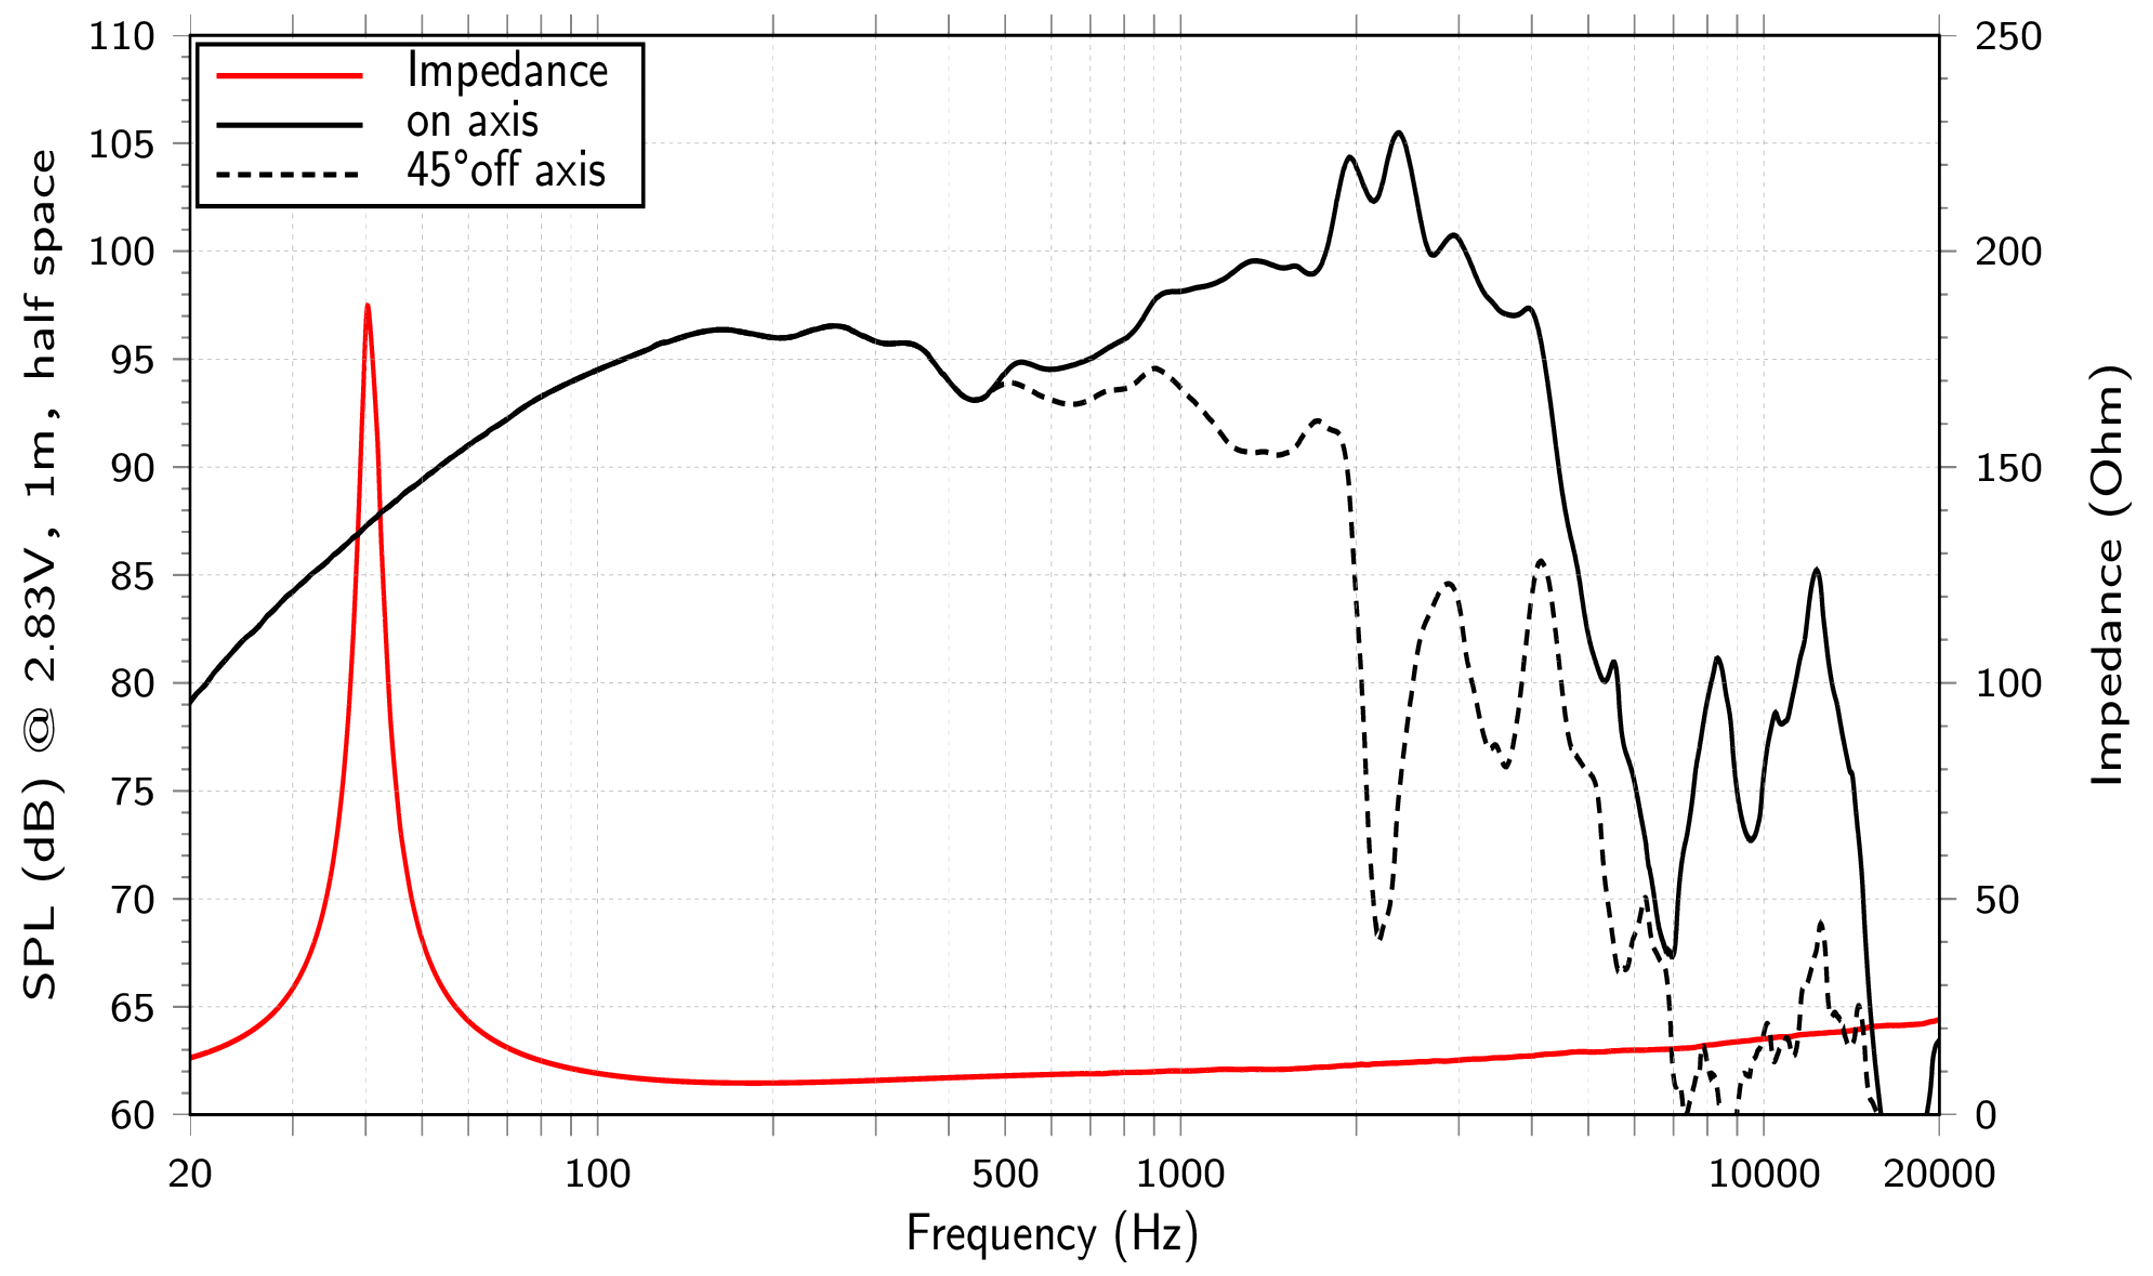 Impedance
on axis
45°off axis
110
105
100
95
90
85
80
75
70
65
60
SPL (dB) @ 2.83V, 1m, half space
250
200
150
100
50
0
Impedance (Ohm)
20 100 500 1000 10000 20000
Frequency (Hz)